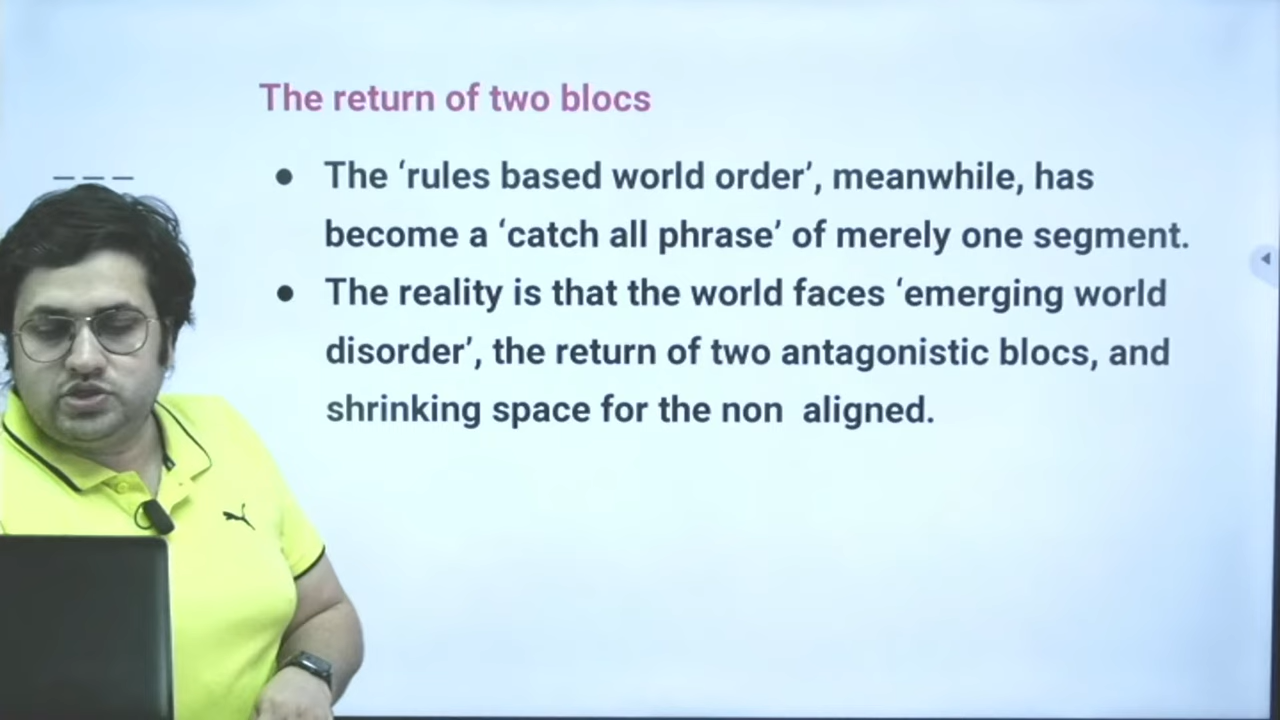 The return of two blocs
● The ‘rules based world order’, meanwhile, has
become a ‘catch all phrase’ of merely one segment.
● The reality is that the world faces ‘emerging world
disorder’, the return of two antagonistic blocs, and
shrinking space for the non  aligned.